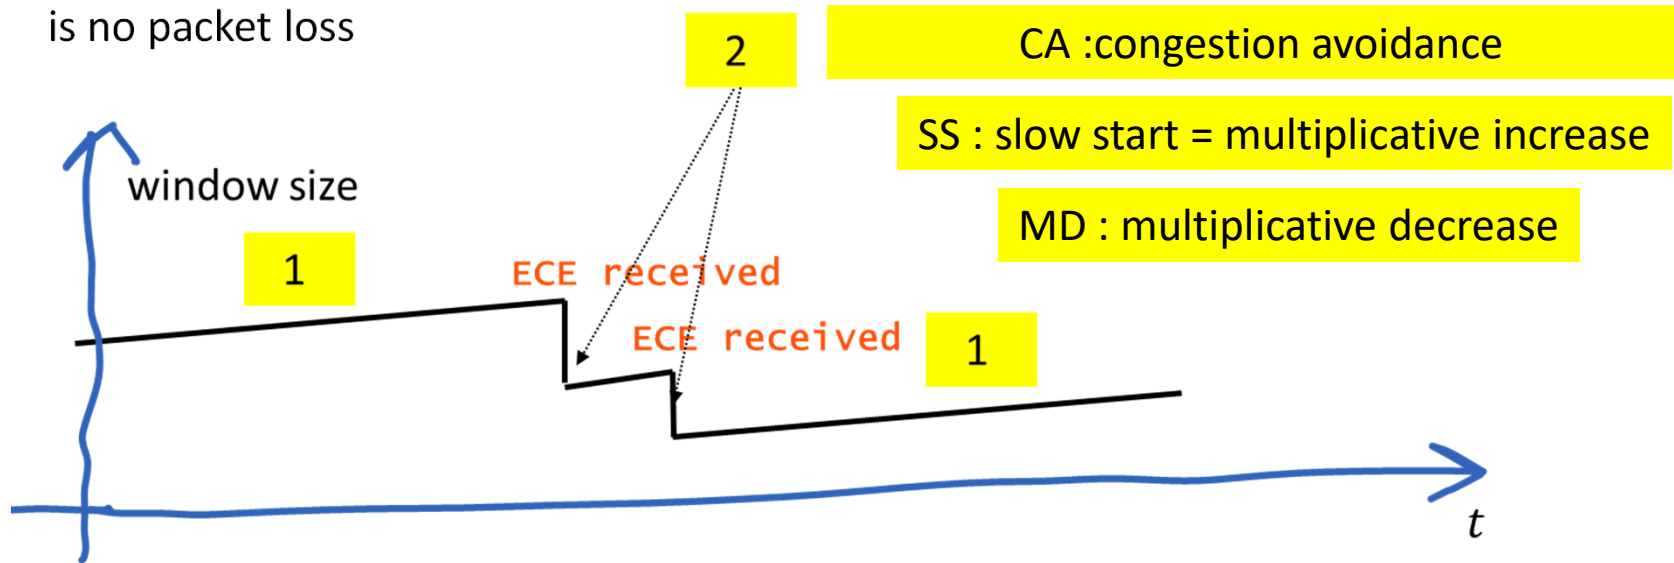 is no packet loss
2
CA :congestion avoidance
SS : slow start = multiplicative increase
window size
MD : multiplicative decrease
1
ECE received
ECE received
1
t